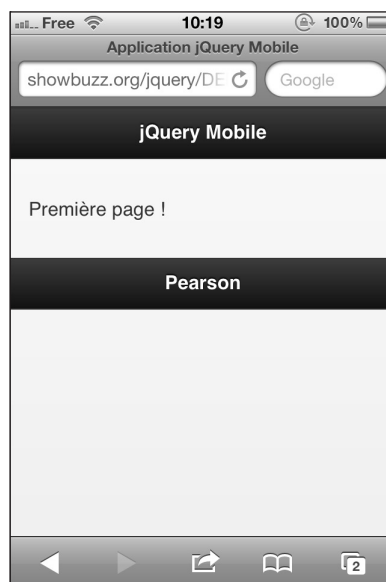 Free 10:19 100%
Application jQuery Mobile
showbuzz.org/jquery/DE Google
jQuery Mobile
Première page !
Pearson
2